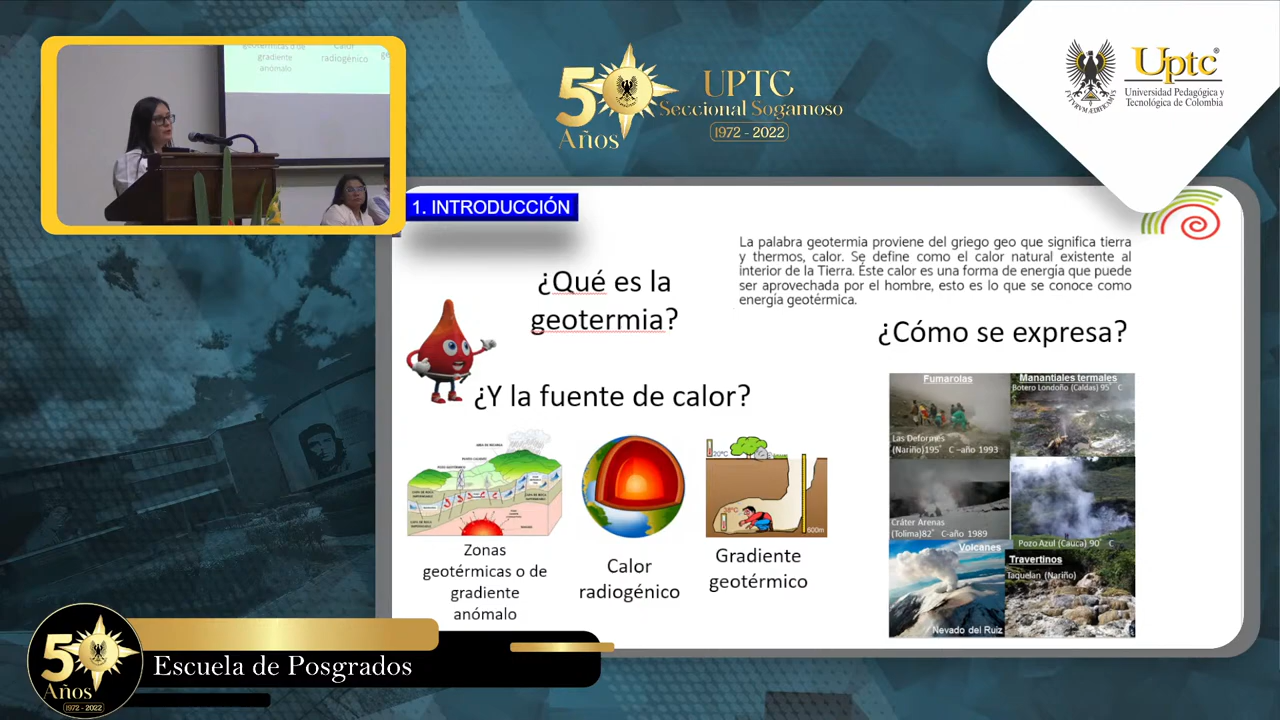 geotérmicas o de
gradiente
anómalo
Calor
radiogénico
50
Años
UPTC
Seccional Sogamoso
1972 - 2022
Uptc
Universidad Pedagógica y
Tecnológica de Colombia
1. INTRODUCCIÓN
La palabra geotermia proviene del griego geo que significa tierra
y thermos, calor. Se define como el calor natural existente al
interior de la Tierra. Éste calor es una forma de energía que puede
ser aprovechada por el hombre, esto es lo que se conoce como
energía geotérmica.
¿Qué es la
geotermia?
¿Cómo se expresa?
¿Y la fuente de calor?
20°C
600m
Zonas
geotérmicas o de
gradiente
anómalo
Calor
radiogénico
Gradiente
geotérmico
Fumarolas
Las Deformes
(Nariño)195° C –año 1993
Manantiales termales
Botero Londoño (Caldas) 95° C
Cráter Arenas
(Tolima)82° C-año 1989
Pozo Azul (Cauca) 90° C
Volcanes
Nevado del Ruiz
Travertinos
Taquelan (Nariño)
50
Años
1972 - 2022
Escuela de Posgrados